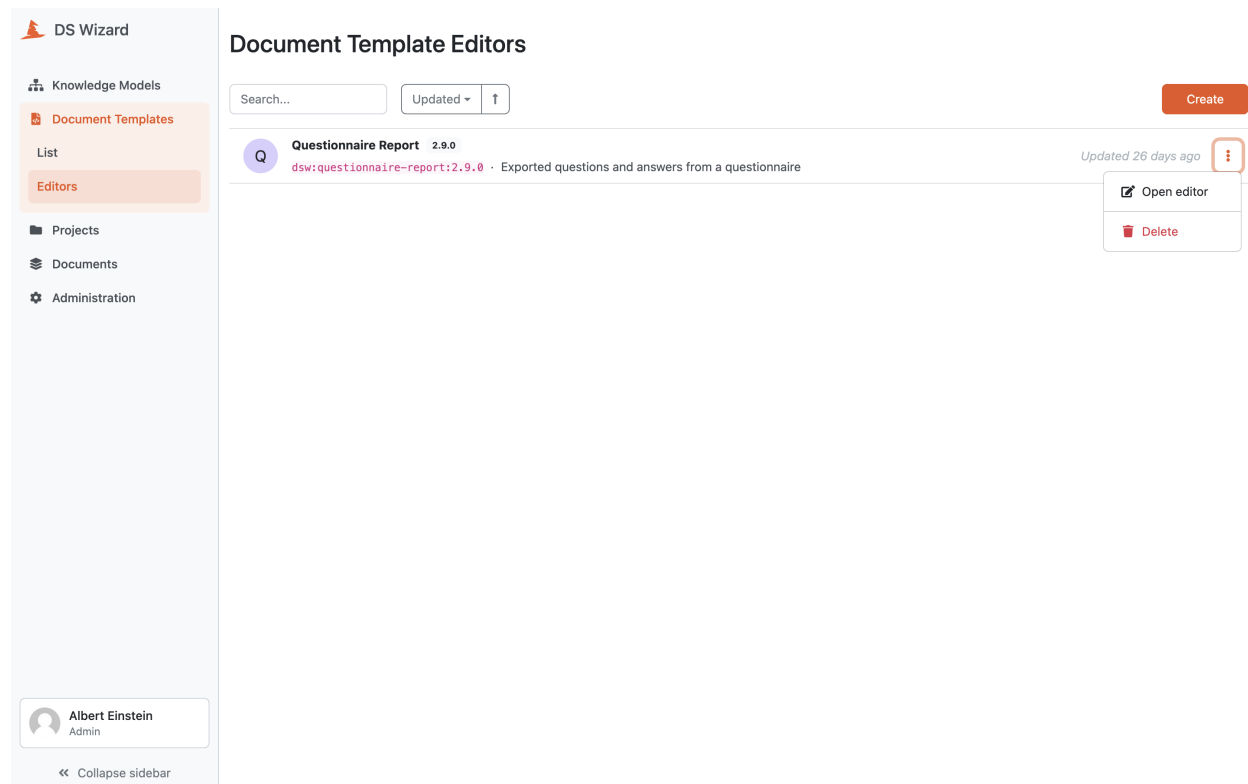 DS Wizard
Knowledge Models
Document Templates
List
Editors
Projects
Documents
Administration
Albert Einstein
Admin
Collapse sidebar
Document Template Editors
Search...
Updated
Create
Q
Questionnaire Report 2.9.0
dsw:questionnaire-report:2.9.0 · Exported questions and answers from a questionnaire
Updated 26 days ago
Open editor
Delete